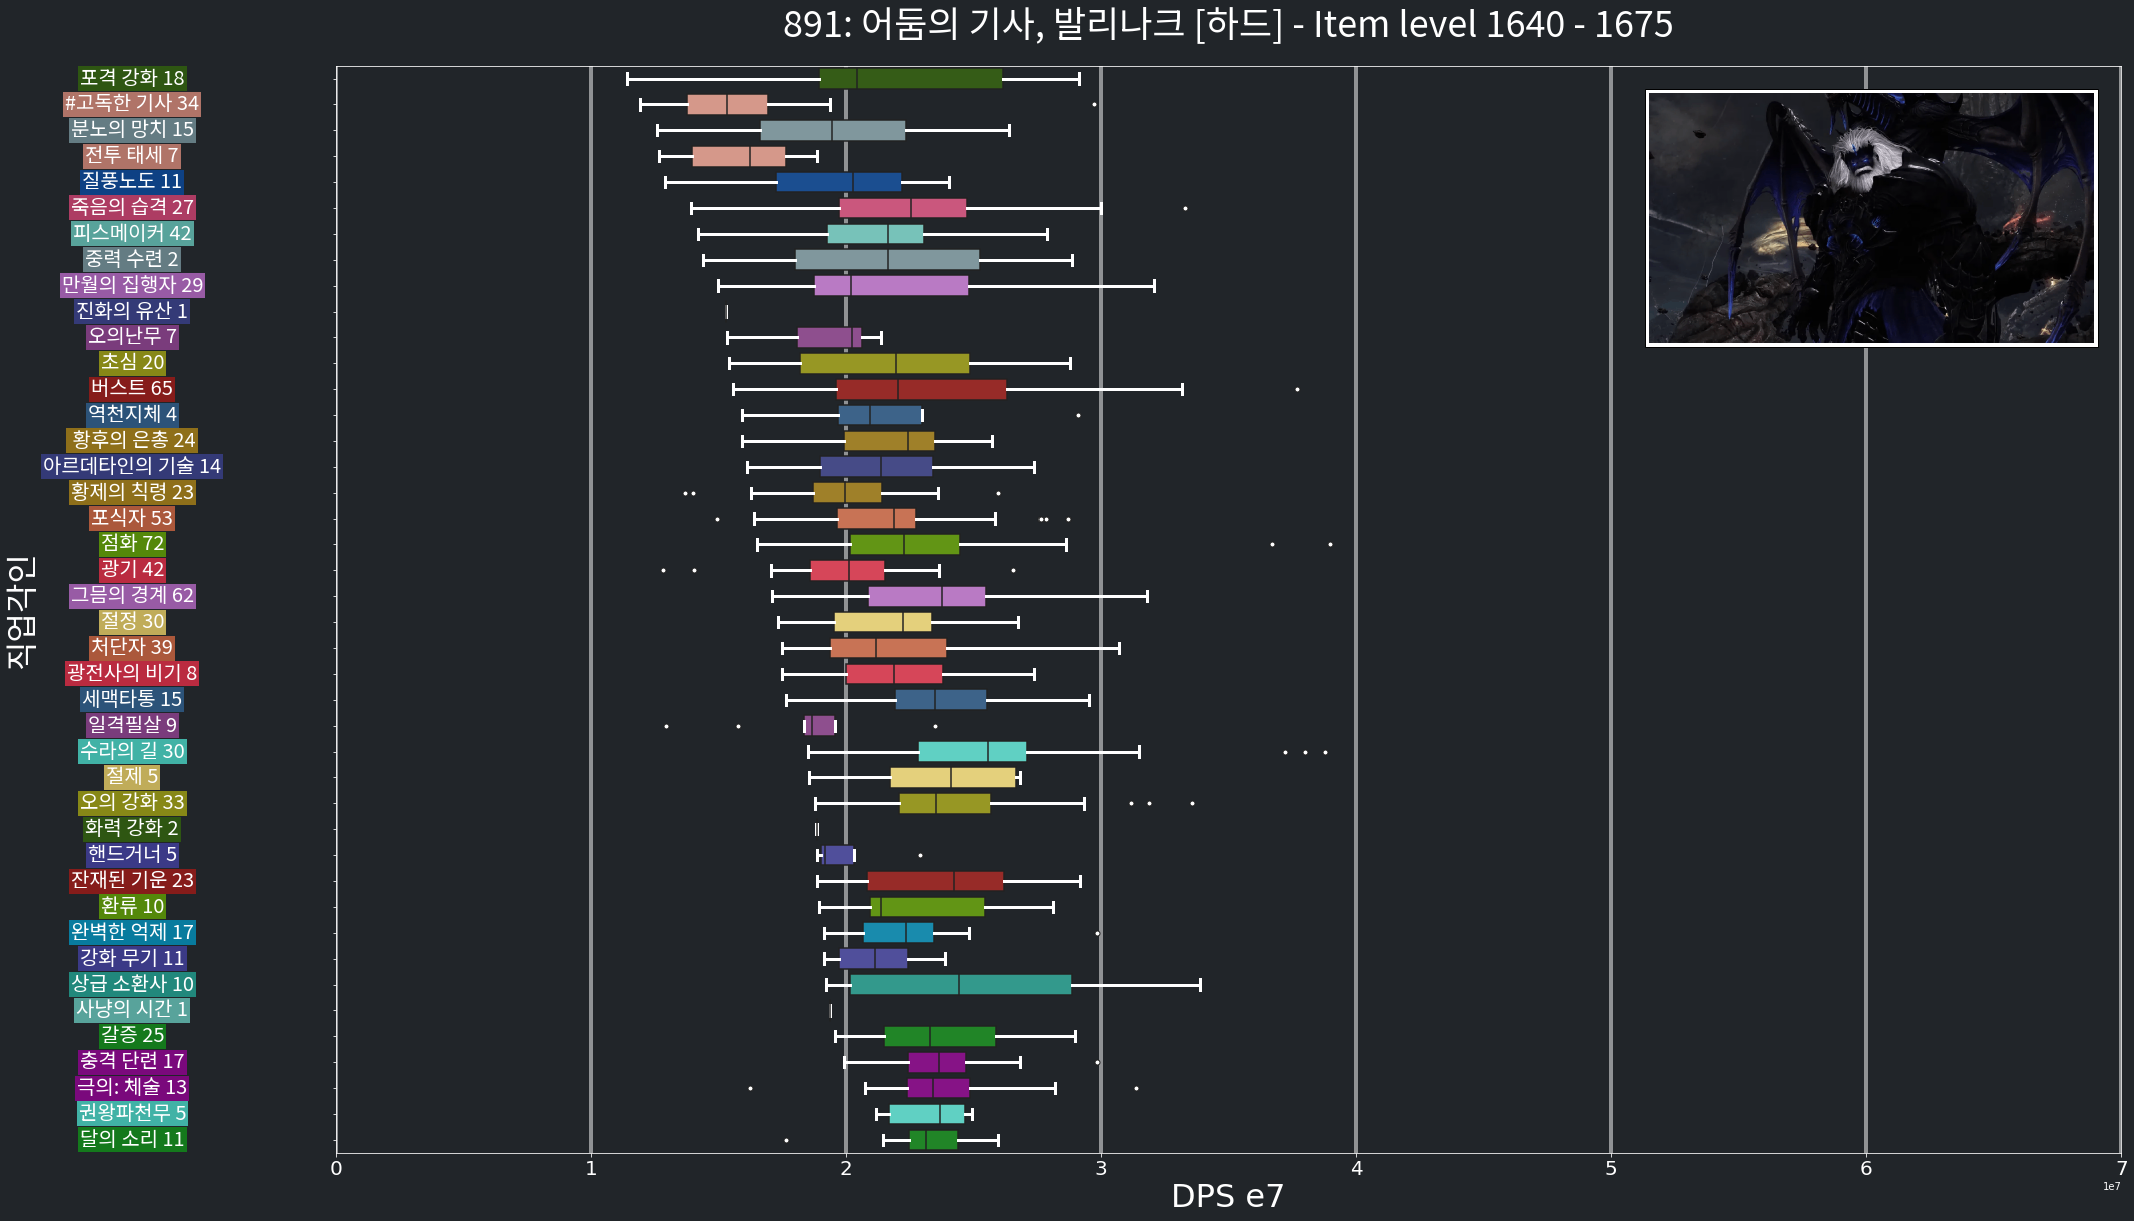 891: 어둠의 기사, 발리나크 [하드] - Item level 1640 - 1675
포격 강화 18
#고독한 기사 34
분노의 망치 15
전투 태세 7
질풍노도 11
죽음의 습격 27
피스메이커 42
중력 수련 2
만월의 집행자 29
진화의 유산 1
오의난무 7
초심 20
버스트 65
역천지체 4
황후의 은총 24
아르데타인의 기술 14
황제의 칙령 23
포식자 53
점화 72
광기 42
그믐의 경계 62
절정 30
처단자 39
광전사의 비기 8
세맥타통 15
일격필살 9
수라의 길 30
절제 5
오의 강화 33
화력 강화 2
핸드거너 5
잔재된 기운 23
환류 10
완벽한 억제 17
강화 무기 11
상급 소환사 10
사냥의 시간 1
갈증 25
충격 단련 17
극의: 체술 13
권왕파천무 5
달의 소리 11
직업각인
0 1 2 3 4 5 6 7
1e7
DPS e7